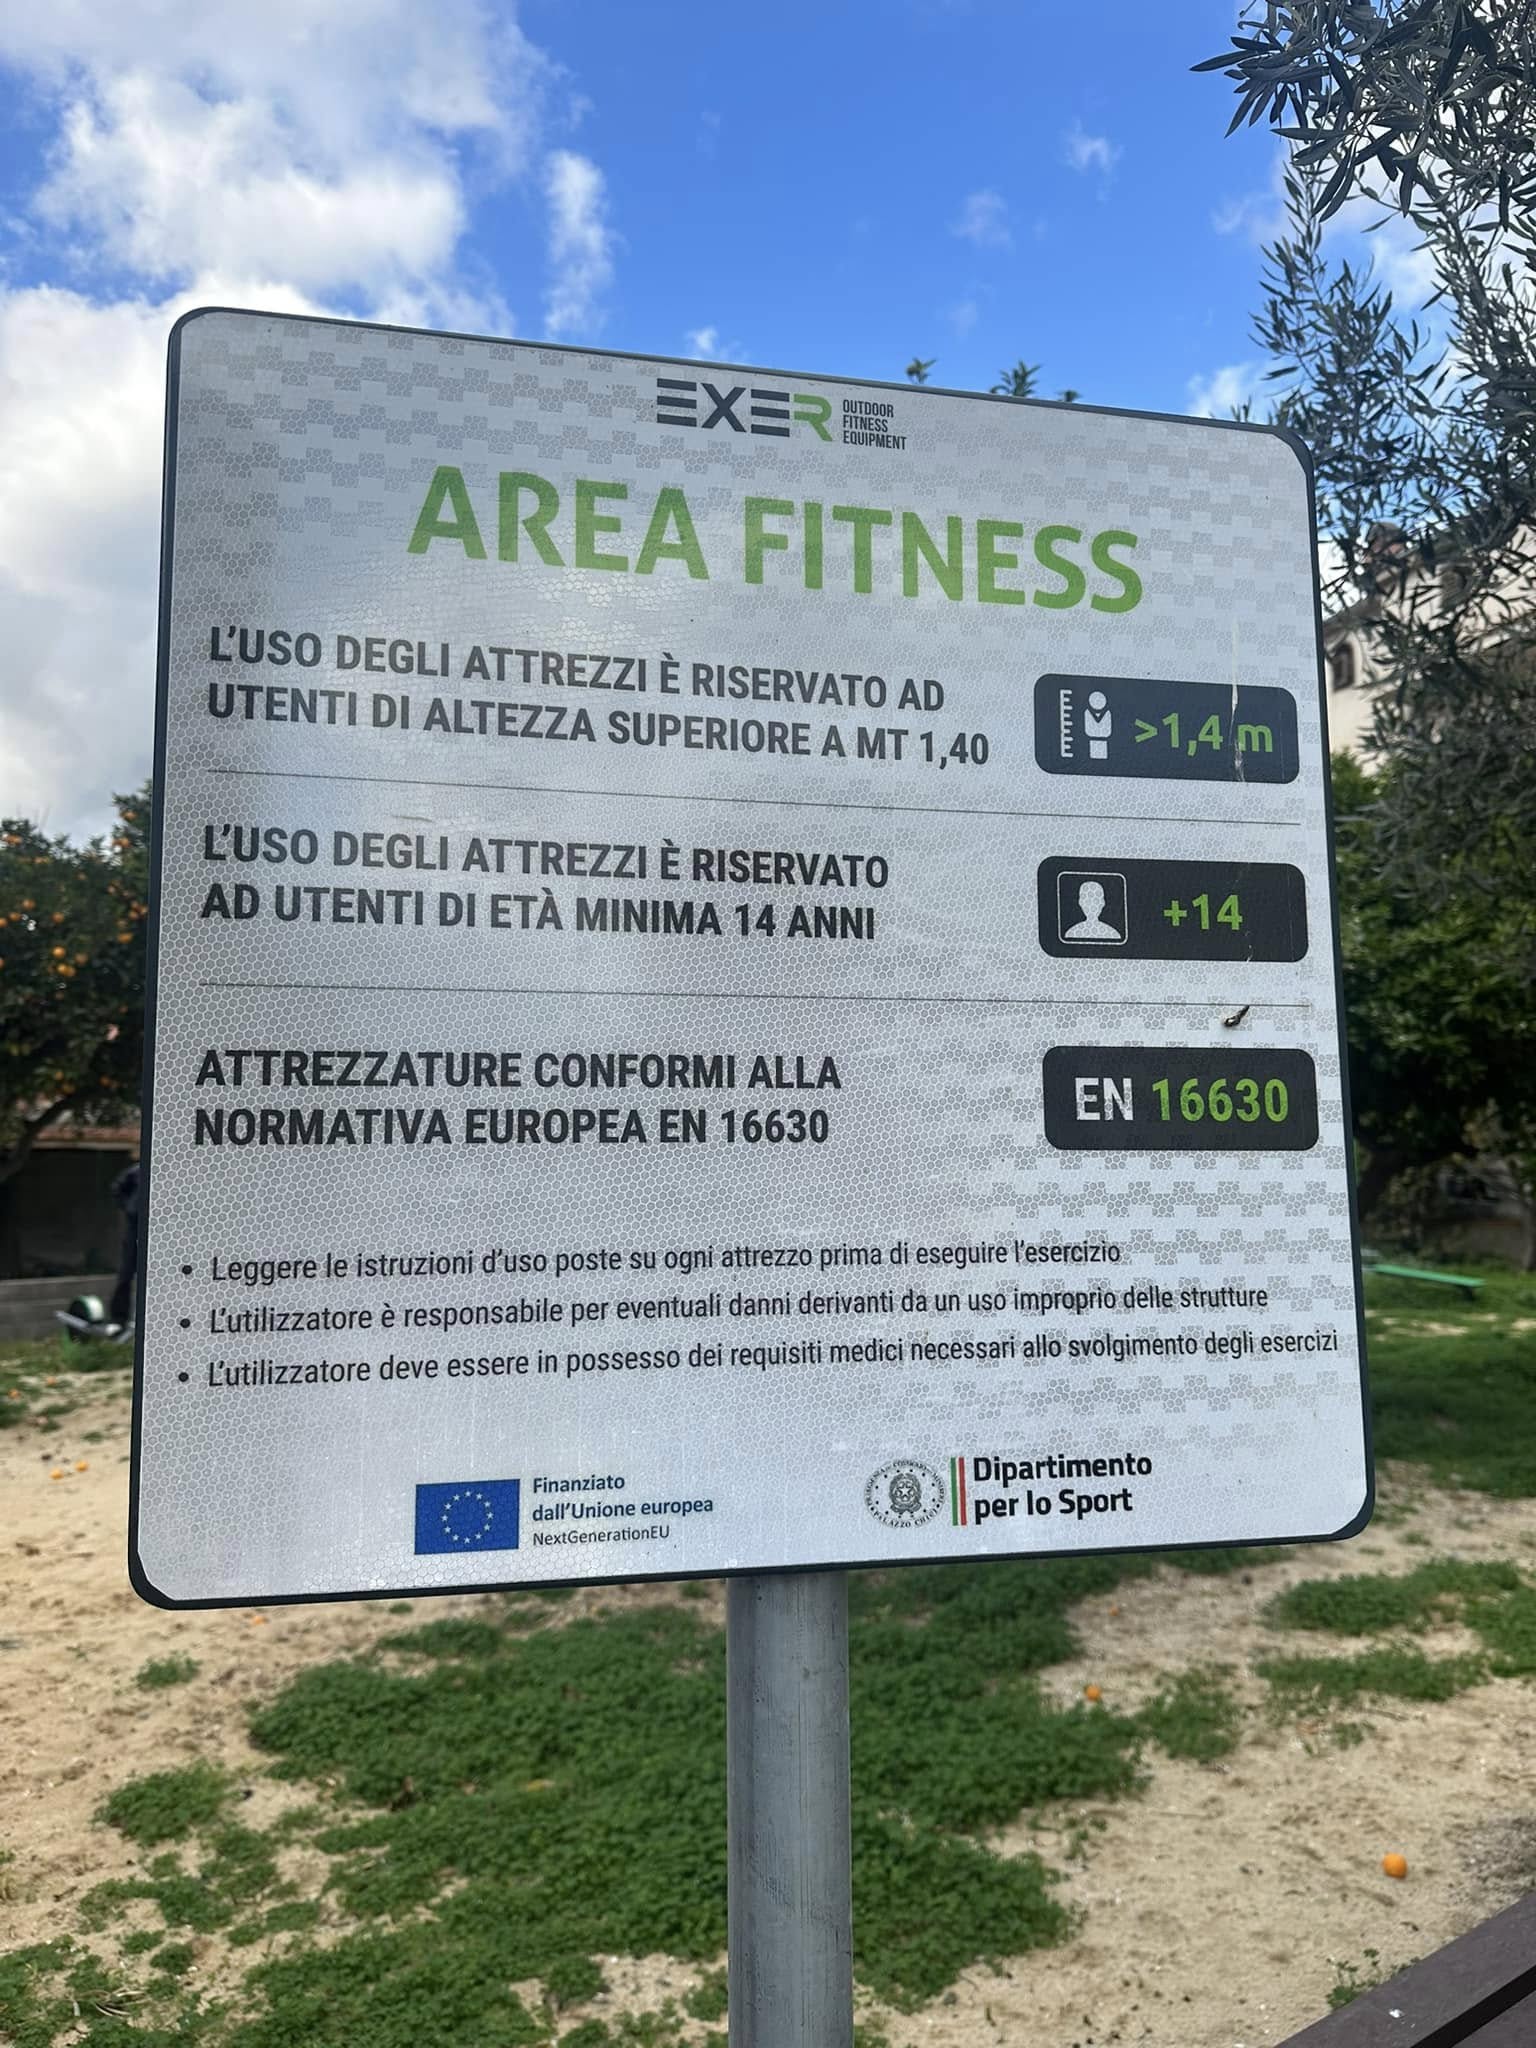 EXER
OUTDOOR
FITNESS
EQUIPMENT
AREA FITNESS
L'USO DEGLI ATTREZZI È RISERVATO AD
UTENTI DI ALTEZZA SUPERIORE A MT 1,40
>1,4 m
L'USO DEGLI ATTREZZI È RISERVATO
AD UTENTI DI ETÀ MINIMA 14 ANNI
+14
ATTREZZATURE CONFORMI ALLA
NORMATIVA EUROPEA EN 16630
EN 16630
• Leggere le istruzioni d'uso poste su ogni attrezzo prima di eseguire l'esercizio
• L'utilizzatore è responsabile per eventuali danni derivanti da un uso improprio delle strutture
• L'utilizzatore deve essere in possesso dei requisiti medici necessari allo svolgimento degli esercizi
Finanziato
dall'Unione europea
NextGenerationEU
Dipartimento
per lo Sport